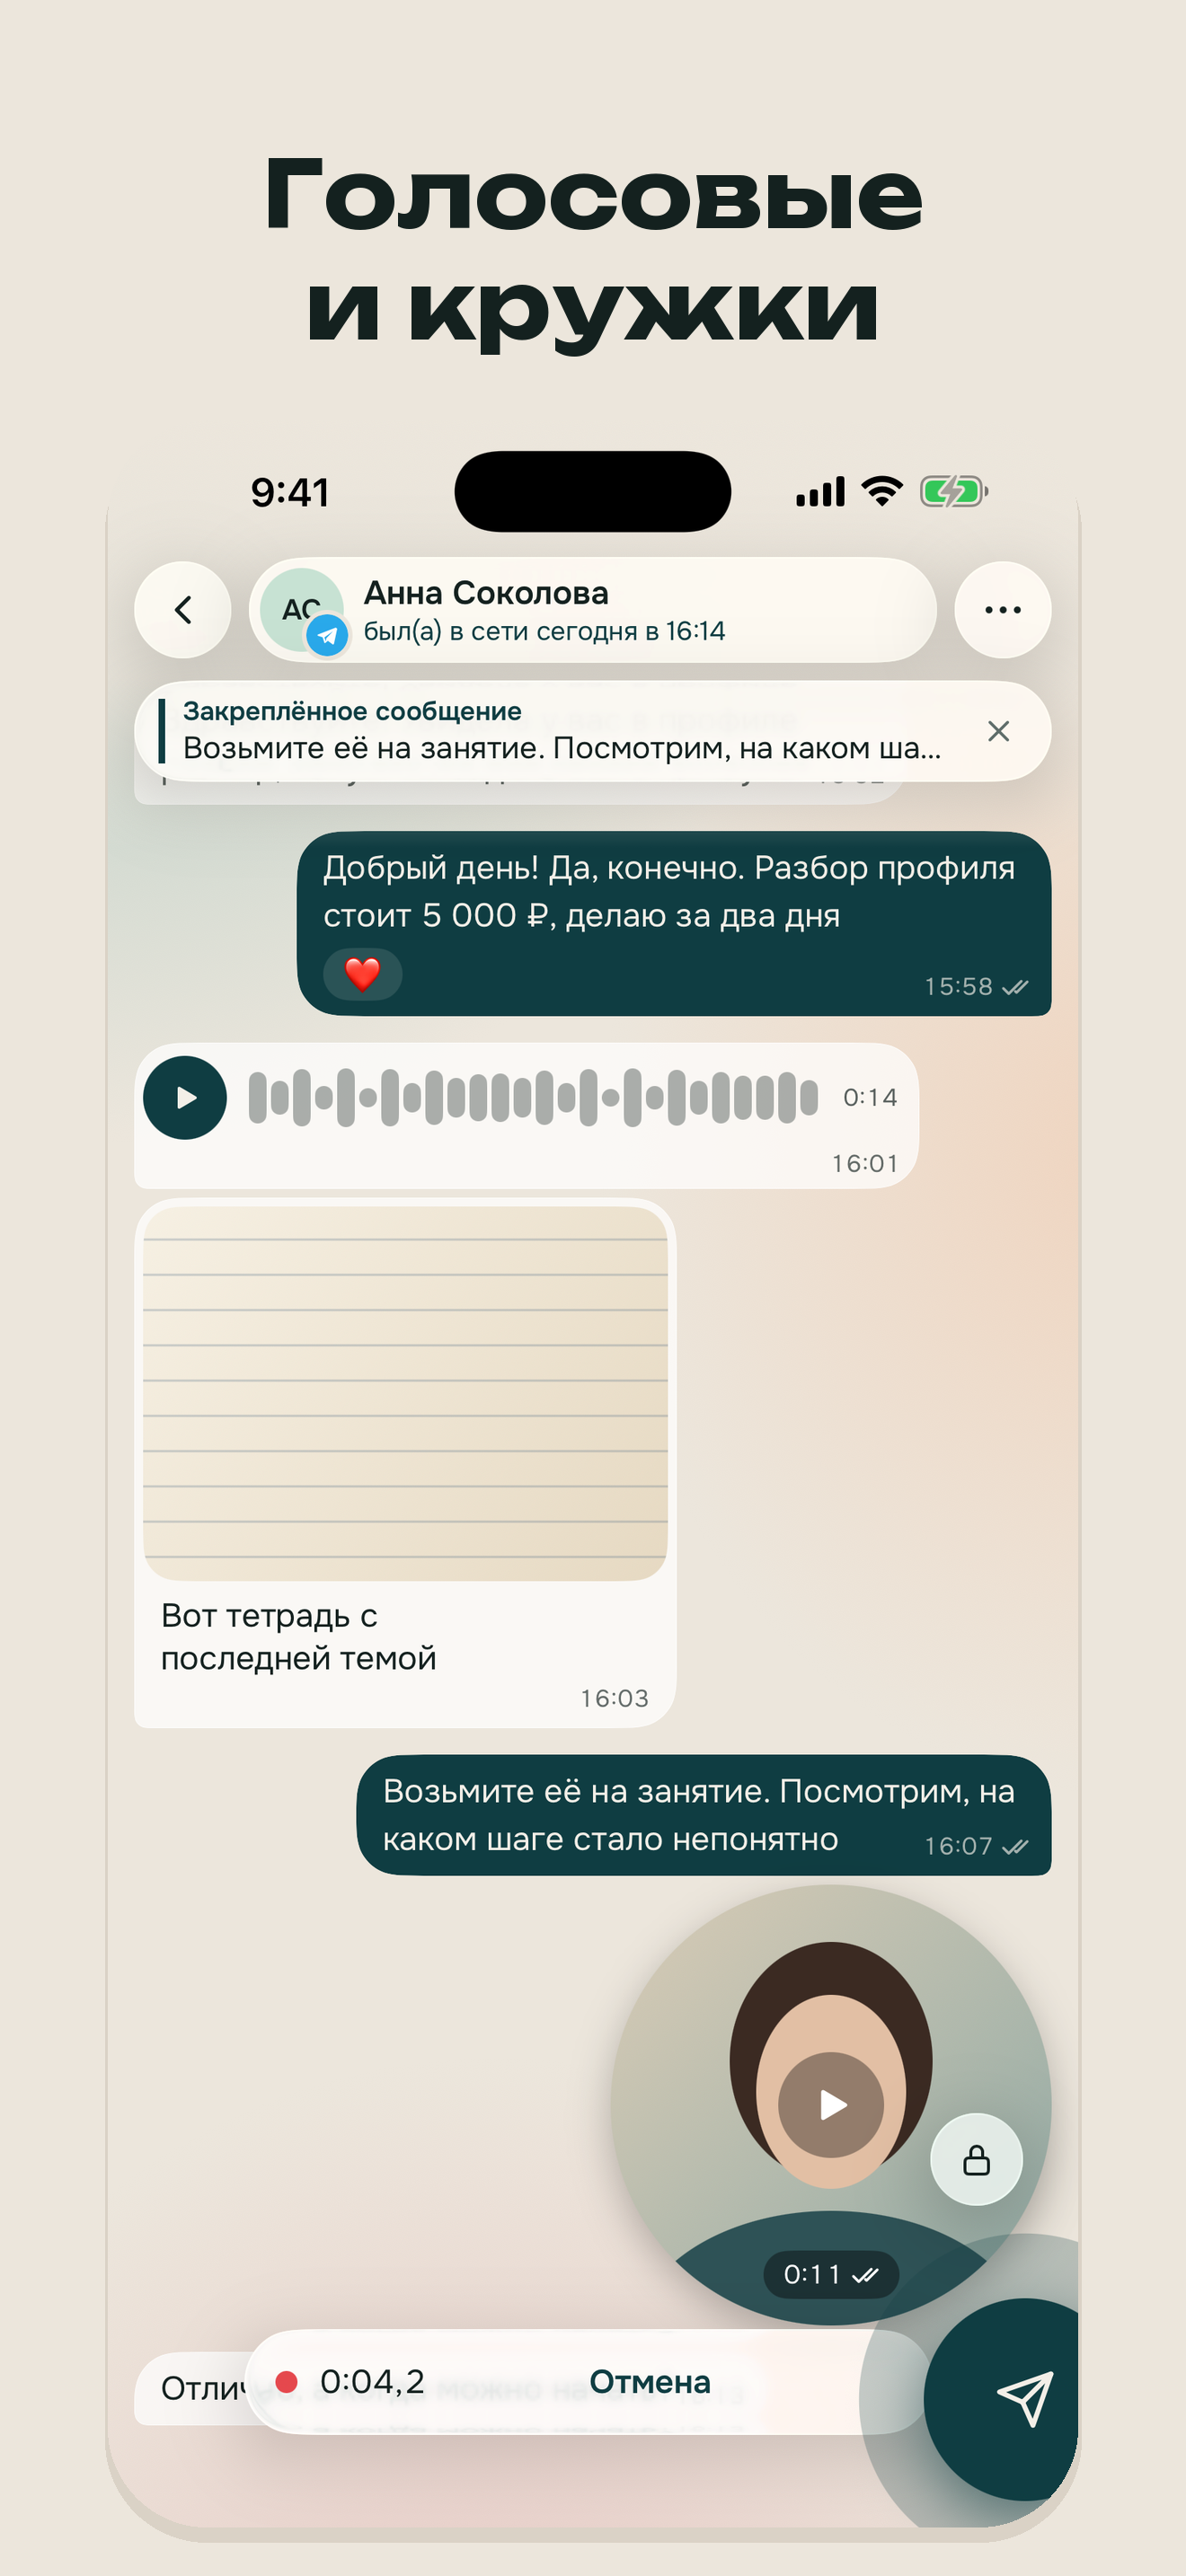 Голосовые
и кружки
9:41
АС
Анна Соколова
был(а) в сети сегодня в 16:14
Закреплённое сообщение
Возьмите её на занятие. Посмотрим, на каком ша...
Добрый день! Да, конечно. Разбор профиля
стоит 5 000 ₽, делаю за два дня
❤️
15:58
0:14
16:01
Вот тетрадь с
последней темой
16:03
Возьмите её на занятие. Посмотрим, на
каком шаге стало непонятно
16:07
0:11
0:04,2
Отмена